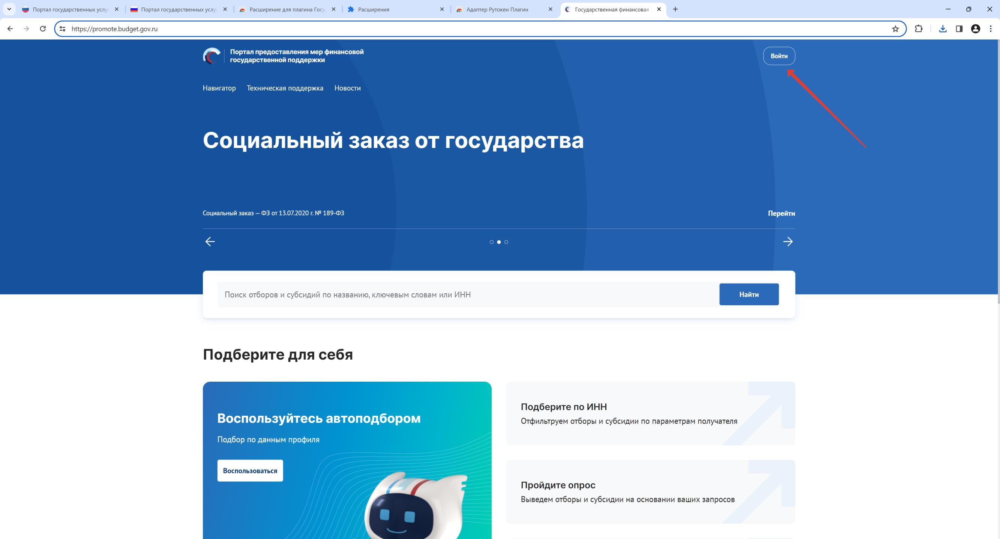 Портал государственных услу
Портал государственных услу
Расширение для плагина Госу
Расширения
Адаптер Рутокен Плагин
Государственная финансовая
https://promote.budget.gov.ru
Портал предоставления мер финансовой
государственной поддержки
Войти
Навигатор
Техническая поддержка
Новости
Социальный заказ от государства
Социальный заказ — ФЗ от 13.07.2020 г. № 189-ФЗ
Перейти
Поиск отборов и субсидий по названию, ключевым словам или ИНН
Найти
Подберите для себя
Воспользуйтесь автоподбором
Подбор по данным профиля
Воспользоваться
Подберите по ИНН
Отфильтруем отборы и субсидии по параметрам получателя
Пройдите опрос
Выведем отборы и субсидии на основании ваших запросов